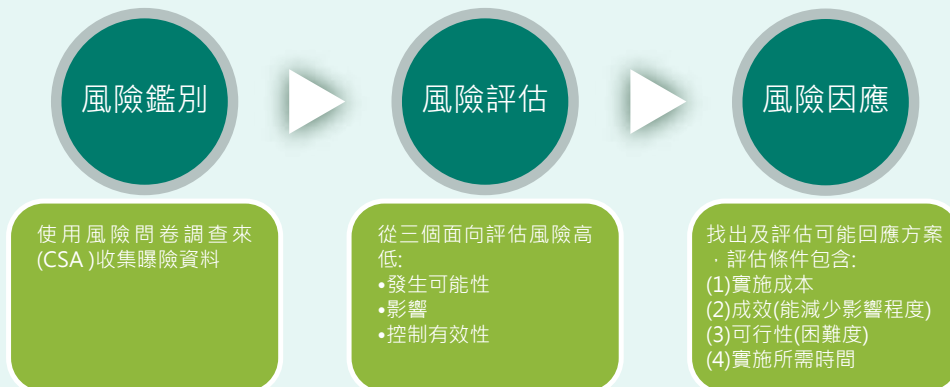 風險鑑別
風險評估
風險因應
使用風險問卷調查來
(CSA )收集曝險資料
從三個面向評估風險高
低:
•發生可能性
•影響
•控制有效性
找出及評估可能回應方案
，評估條件包含:
(1)實施成本
(2)成效(能減少影響程度)
(3)可行性(困難度)
(4)實施所需時間